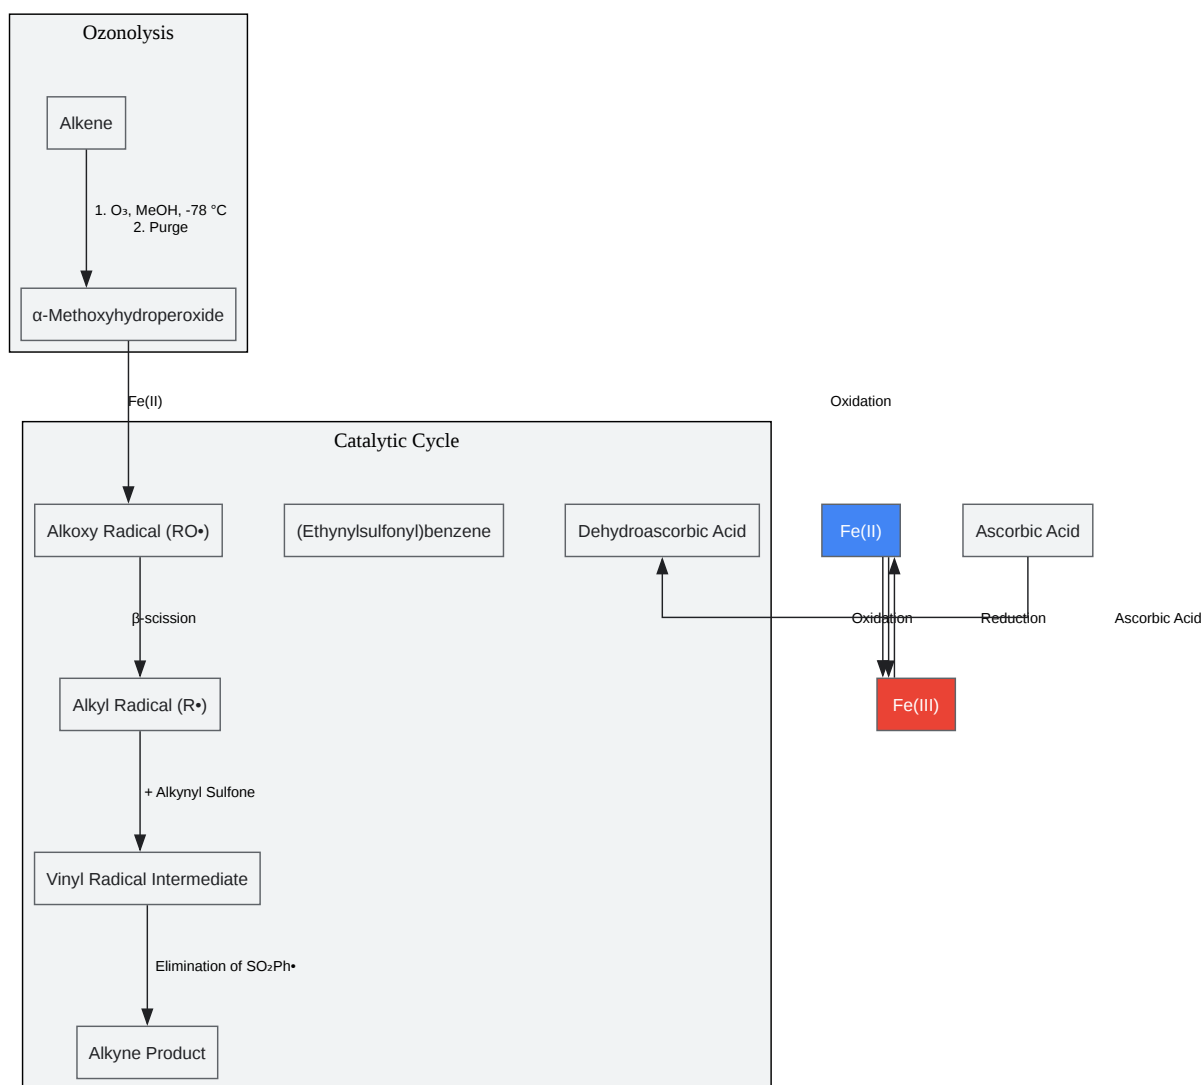 Ozonolysis
Alkene
1. O₃, MeOH, -78 °C
2. Purge
α-Methoxyhydroperoxide
Fe(II)
Oxidation
Catalytic Cycle
Alkoxy Radical (RO•)
(Ethynylsulfonyl)benzene
Dehydroascorbic Acid
Fe(II)
Ascorbic Acid
β-scission
Oxidation
Reduction
Ascorbic Acid
Alkyl Radical (R•)
Fe(III)
+ Alkynyl Sulfone
Vinyl Radical Intermediate
Elimination of SO₂Ph•
Alkyne Product